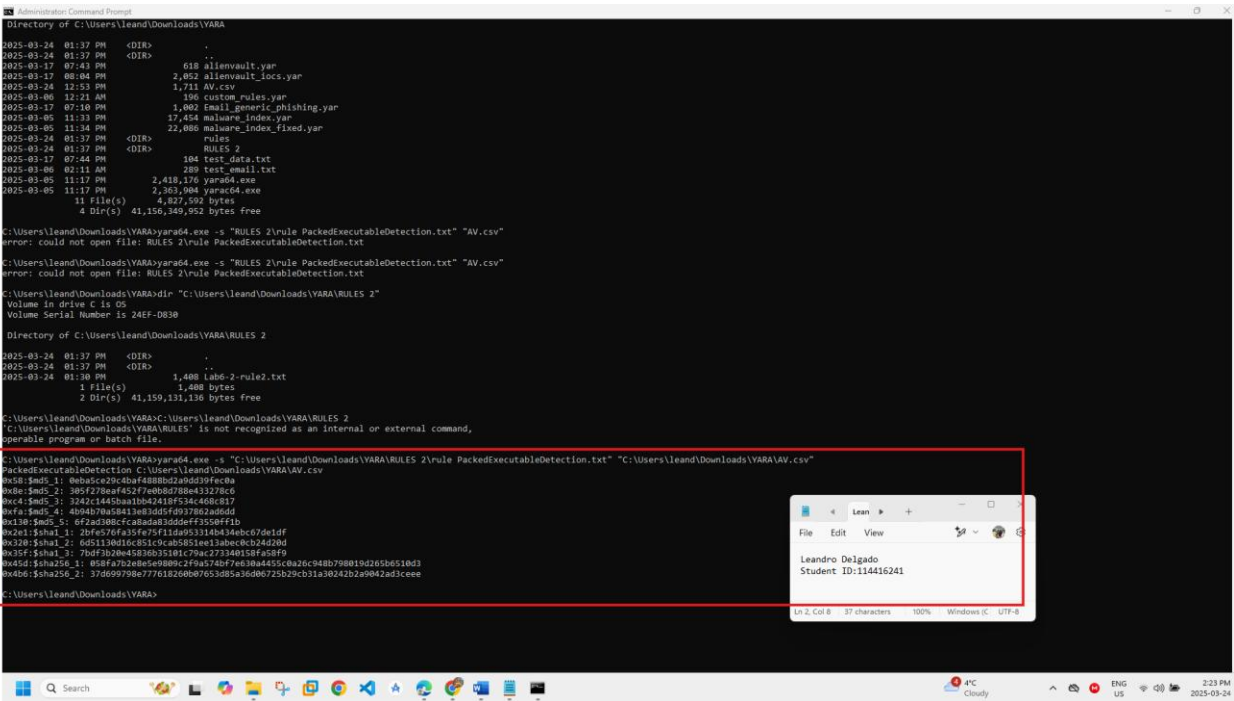 Administrator: Command Prompt
Directory of C:\Users\leand\Downloads\YARA
2025-03-24 01:37 PM <DIR> .
2025-03-24 01:37 PM <DIR> ..
2025-03-17 07:43 PM 618 alienvault.yar
2025-03-17 08:04 PM 2,052 alienvault_iocs.yar
2025-03-24 12:53 PM 1,711 AV.csv
2025-03-06 12:21 AM 196 custom_rules.yar
2025-03-17 07:10 PM 1,002 Email_generic_phishing.yar
2025-03-05 11:33 PM 17,454 malware_index.yar
2025-03-05 11:34 PM 22,086 malware_index_fixed.yar
2025-03-24 01:37 PM <DIR> rules
2025-03-24 01:37 PM <DIR> RULES 2
2025-03-17 07:44 PM 104 test_data.txt
2025-03-06 02:11 AM 289 test_email.txt
2025-03-05 11:17 PM 2,418,176 yara64.exe
2025-03-05 11:17 PM 2,363,904 yarac64.exe
11 File(s) 4,827,592 bytes
4 Dir(s) 41,156,349,952 bytes free
C:\Users\leand\Downloads\YARA>yara64.exe -s "RULES 2\rule PackedExecutableDetection.txt" "AV.csv"
error: could not open file: RULES 2\rule PackedExecutableDetection.txt
C:\Users\leand\Downloads\YARA>yara64.exe -s "RULES 2\rule PackedExecutableDetection.txt" "AV.csv"
error: could not open file: RULES 2\rule PackedExecutableDetection.txt
C:\Users\leand\Downloads\YARA>dir "C:\Users\leand\Downloads\YARA\RULES 2"
Volume in drive C is OS
Volume Serial Number is 24EF-D830
Directory of C:\Users\leand\Downloads\YARA\RULES 2
2025-03-24 01:37 PM <DIR> .
2025-03-24 01:37 PM <DIR> ..
2025-03-24 01:30 PM 1,408 Lab6-2-rule2.txt
1 File(s) 1,408 bytes
2 Dir(s) 41,159,131,136 bytes free
C:\Users\leand\Downloads\YARA>C:\Users\leand\Downloads\YARA\RULES 2
'C:\Users\leand\Downloads\YARA\RULES' is not recognized as an internal or external command,
operable program or batch file.
C:\Users\leand\Downloads\YARA>yara64.exe -s "C:\Users\leand\Downloads\YARA\RULES 2\rule PackedExecutableDetection.txt" "C:\Users\leand\Downloads\YARA\AV.csv"
PackedExecutableDetection C:\Users\leand\Downloads\YARA\AV.csv
0x58:$md5_1: 0eba5ce29c4baf4888bd2a9dd39fec0a
0x8e:$md5_2: 305f278eaf452f7e0b8d788e433278c6
0xc4:$md5_3: 3242c1445baa1bb42418f534c468c817
0xfa:$md5_4: 4b94b70a58413e83dd5fd937862ad6dd
0x130:$md5_5: 6f2ad308cfca8ada83dddeff3550ff1b
0x2e1:$sha1_1: 2bfe576fa35fe75f11da953314b434ebc67de1df
0x320:$sha1_2: 6d51130d16c851c9cab5851ee13abec0cb24d20d
0x35f:$sha1_3: 7bdf3b20e45836b35101c79ac273340158fa58f9
0x45d:$sha256_1: 058fa7b2e8e5e9809c2f9a574bf7e630a4455c0a26c948b798019d265b6510d3
0x4b6:$sha256_2: 37d699798e777618260b07653d85a36d06725b29cb31a30242b2a9042ad3ceee
C:\Users\leand\Downloads\YARA>
Lean
File Edit View
Leandro Delgado
Student ID:114416241
Ln 2, Col 8 37 characters 100% Windows (C UTF-8
Search
4°C
Cloudy
ENG
US
2:23 PM
2025-03-24